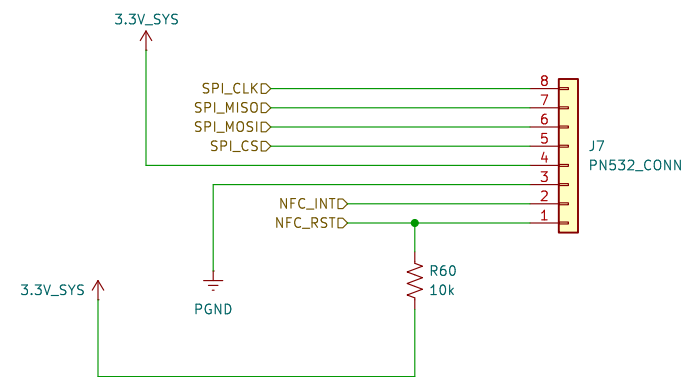 3.3V_SYS
SPI_CLK
8
SPI_MISO
7
SPI_MOSI
6
SPI_CS
5
J7
4
PN532_CONN
3
NFC_INT
2
NFC_RST
1
R60
3.3V_SYS
10k
PGND